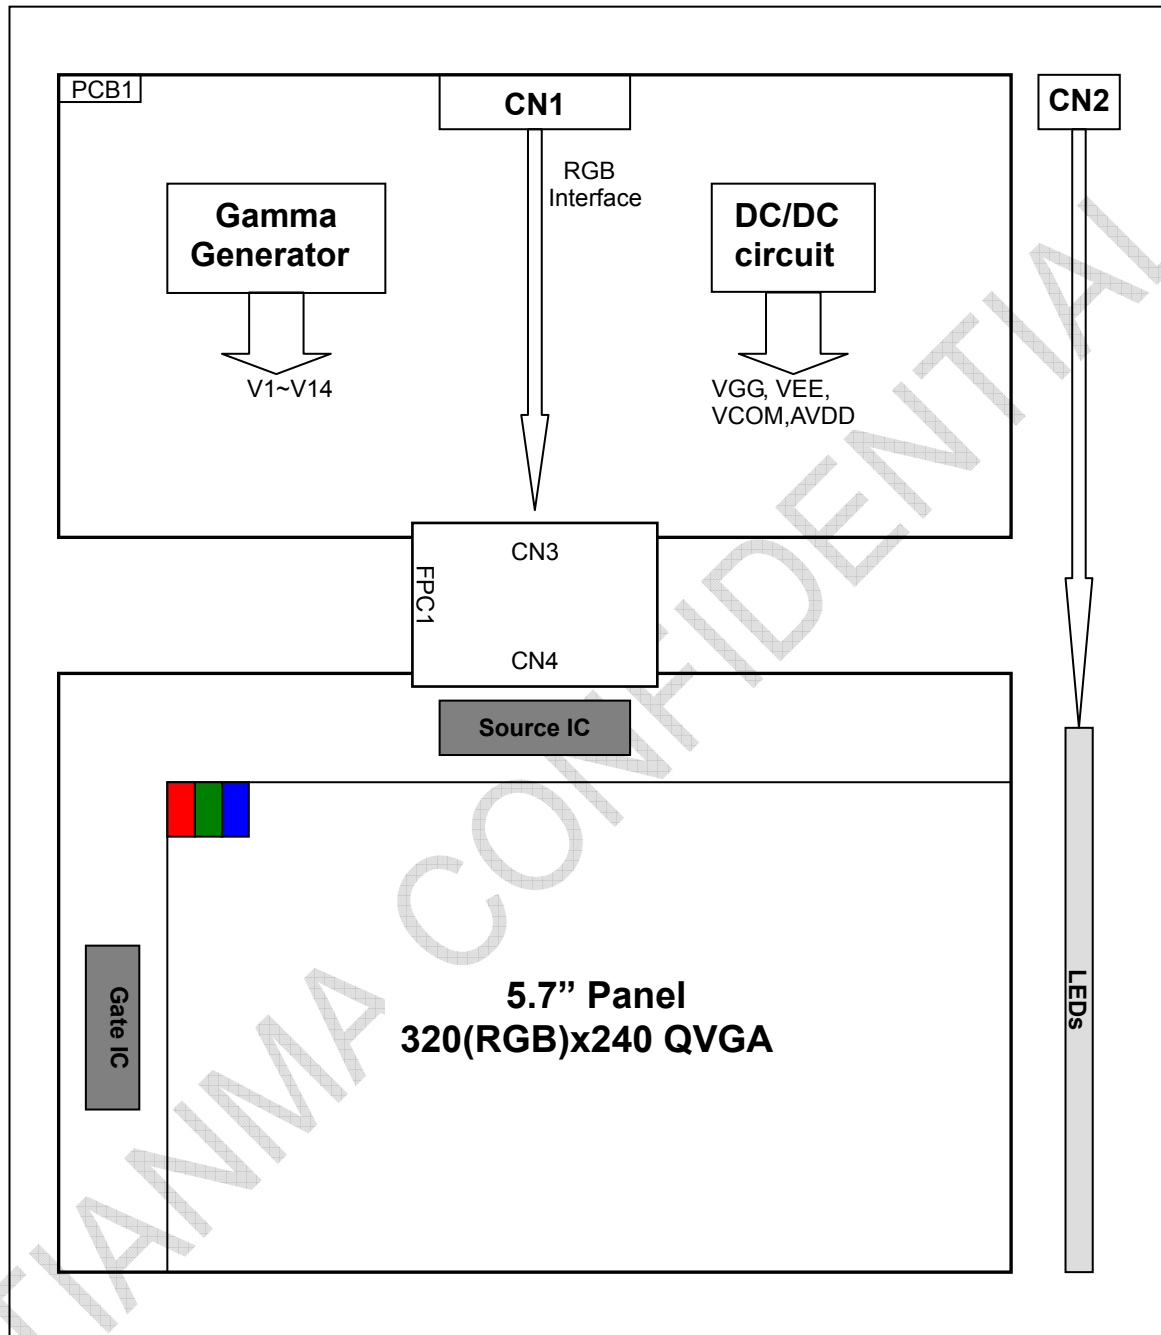 PCB1
CN1
CN2
RGB
Interface
Gamma
Generator
DC/DC
circuit
V1~V14
VGG, VEE,
VCOM,AVDD
CN3
FPC1
CN4
Source IC
Gate IC
5.7” Panel
320(RGB)x240 QVGA
LEDs
TIANMA CONFIDENTIAL